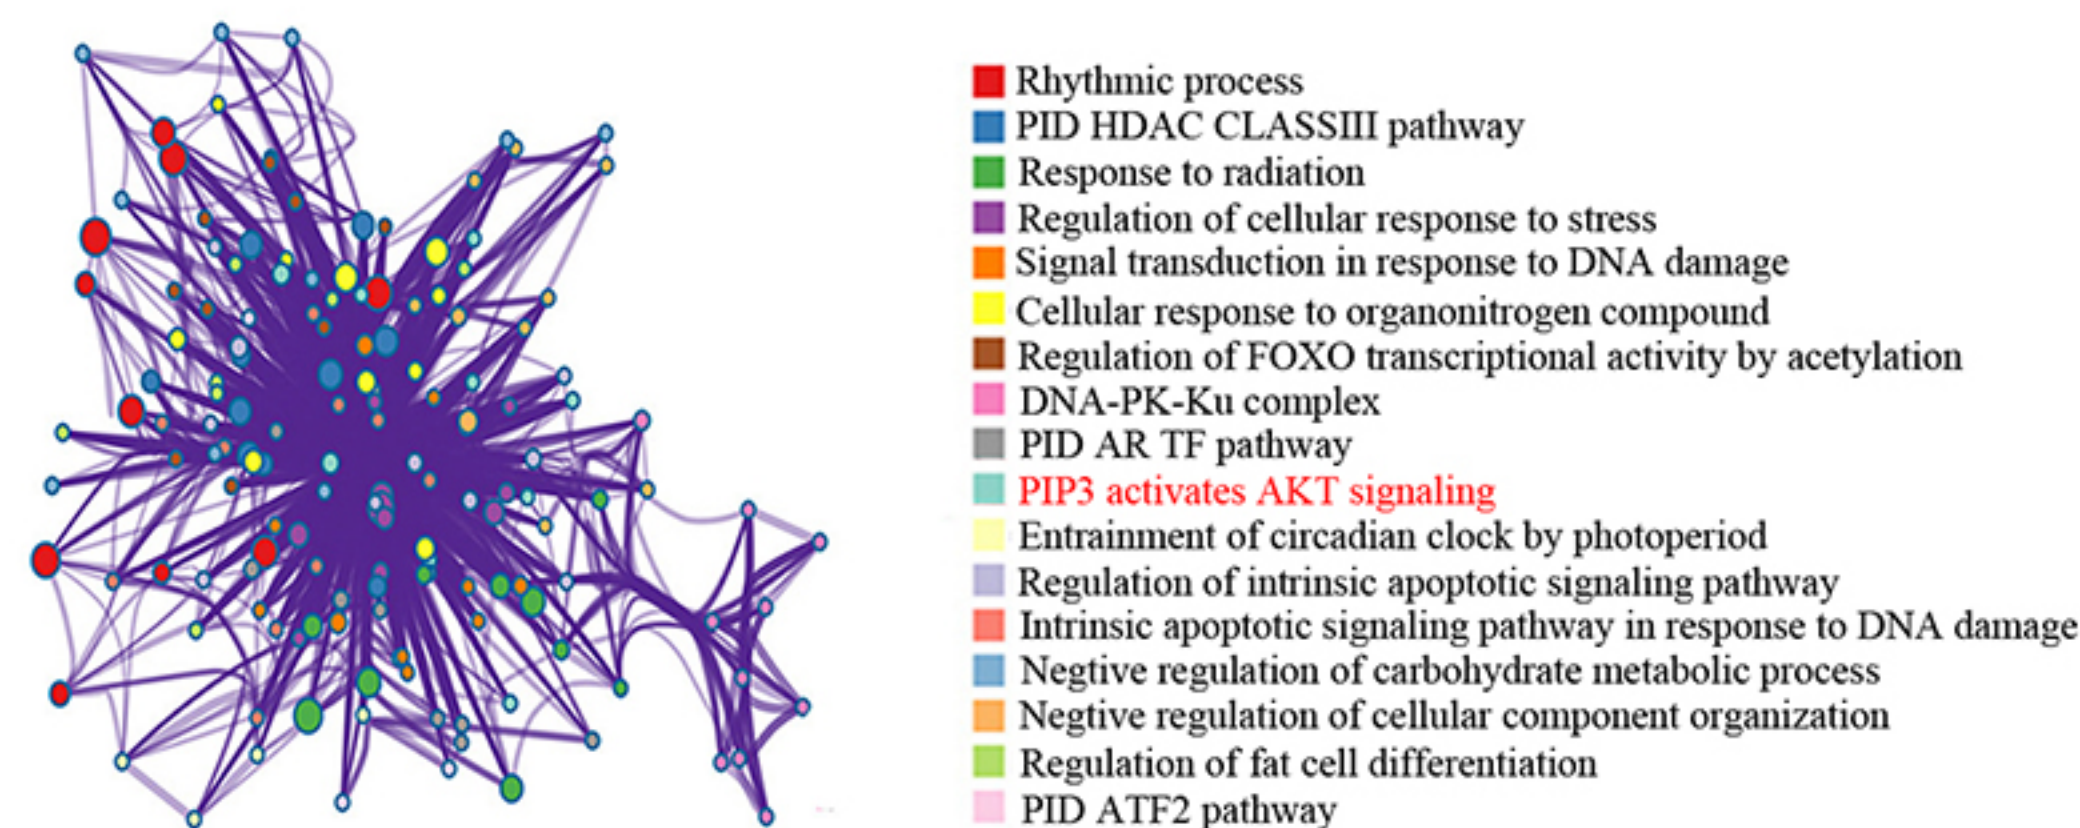 Rhythmic process
PID HDAC CLASSIII pathway
Response to radiation
Regulation of cellular response to stress
Signal transduction in response to DNA damage
Cellular response to organonitrogen compound
Regulation of FOXO transcriptional activity by acetylation
DNA-PK-Ku complex
PID AR TF pathway
PIP3 activates AKT signaling
Entrainment of circadian clock by photoperiod
Regulation of intrinsic apoptotic signaling pathway
Intrinsic apoptotic signaling pathway in response to DNA damage
Negtive regulation of carbohydrate metabolic process
Negtive regulation of cellular component organization
Regulation of fat cell differentiation
PID ATF2 pathway